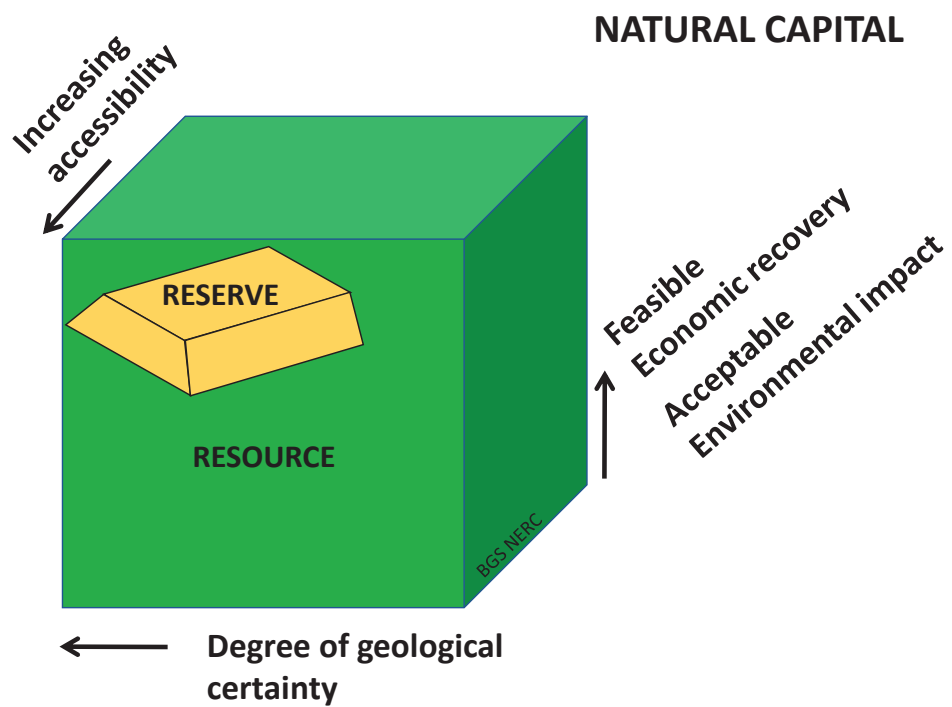 NATURAL CAPITAL
Increasing
accessibility
RESERVE
Feasible
Economic recovery
Acceptable
Environmental impact
RESOURCE
BGS NERC
Degree of geological
certainty